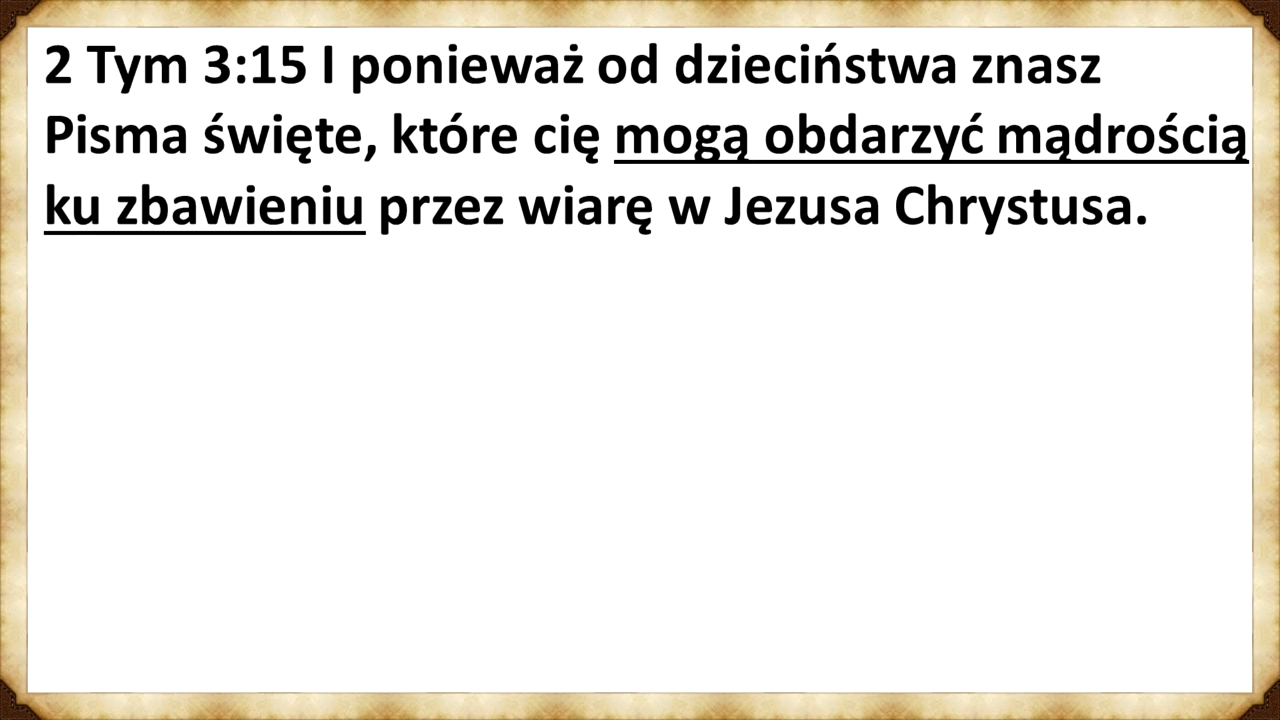 2 Tym 3:15 I ponieważ od dzieciństwa znasz
Pisma święte, które cię mogą obdarzyć mądrością
ku zbawieniu przez wiarę w Jezusa Chrystusa.